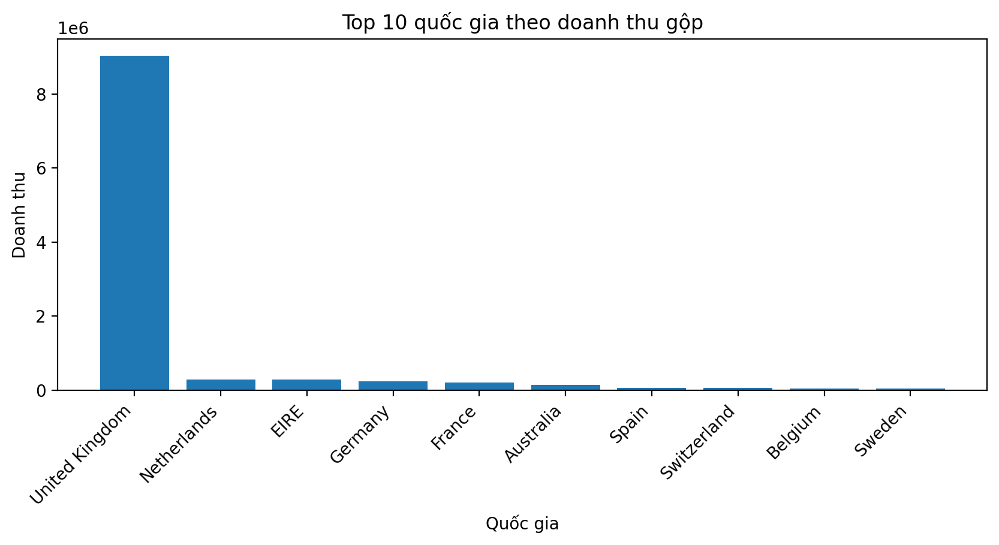 Top 10 quốc gia theo doanh thu gộp
1e6
8
6
4
2
0
Doanh thu
United Kingdom
Netherlands
EIRE
Germany
France
Australia
Spain
Switzerland
Belgium
Sweden
Quốc gia